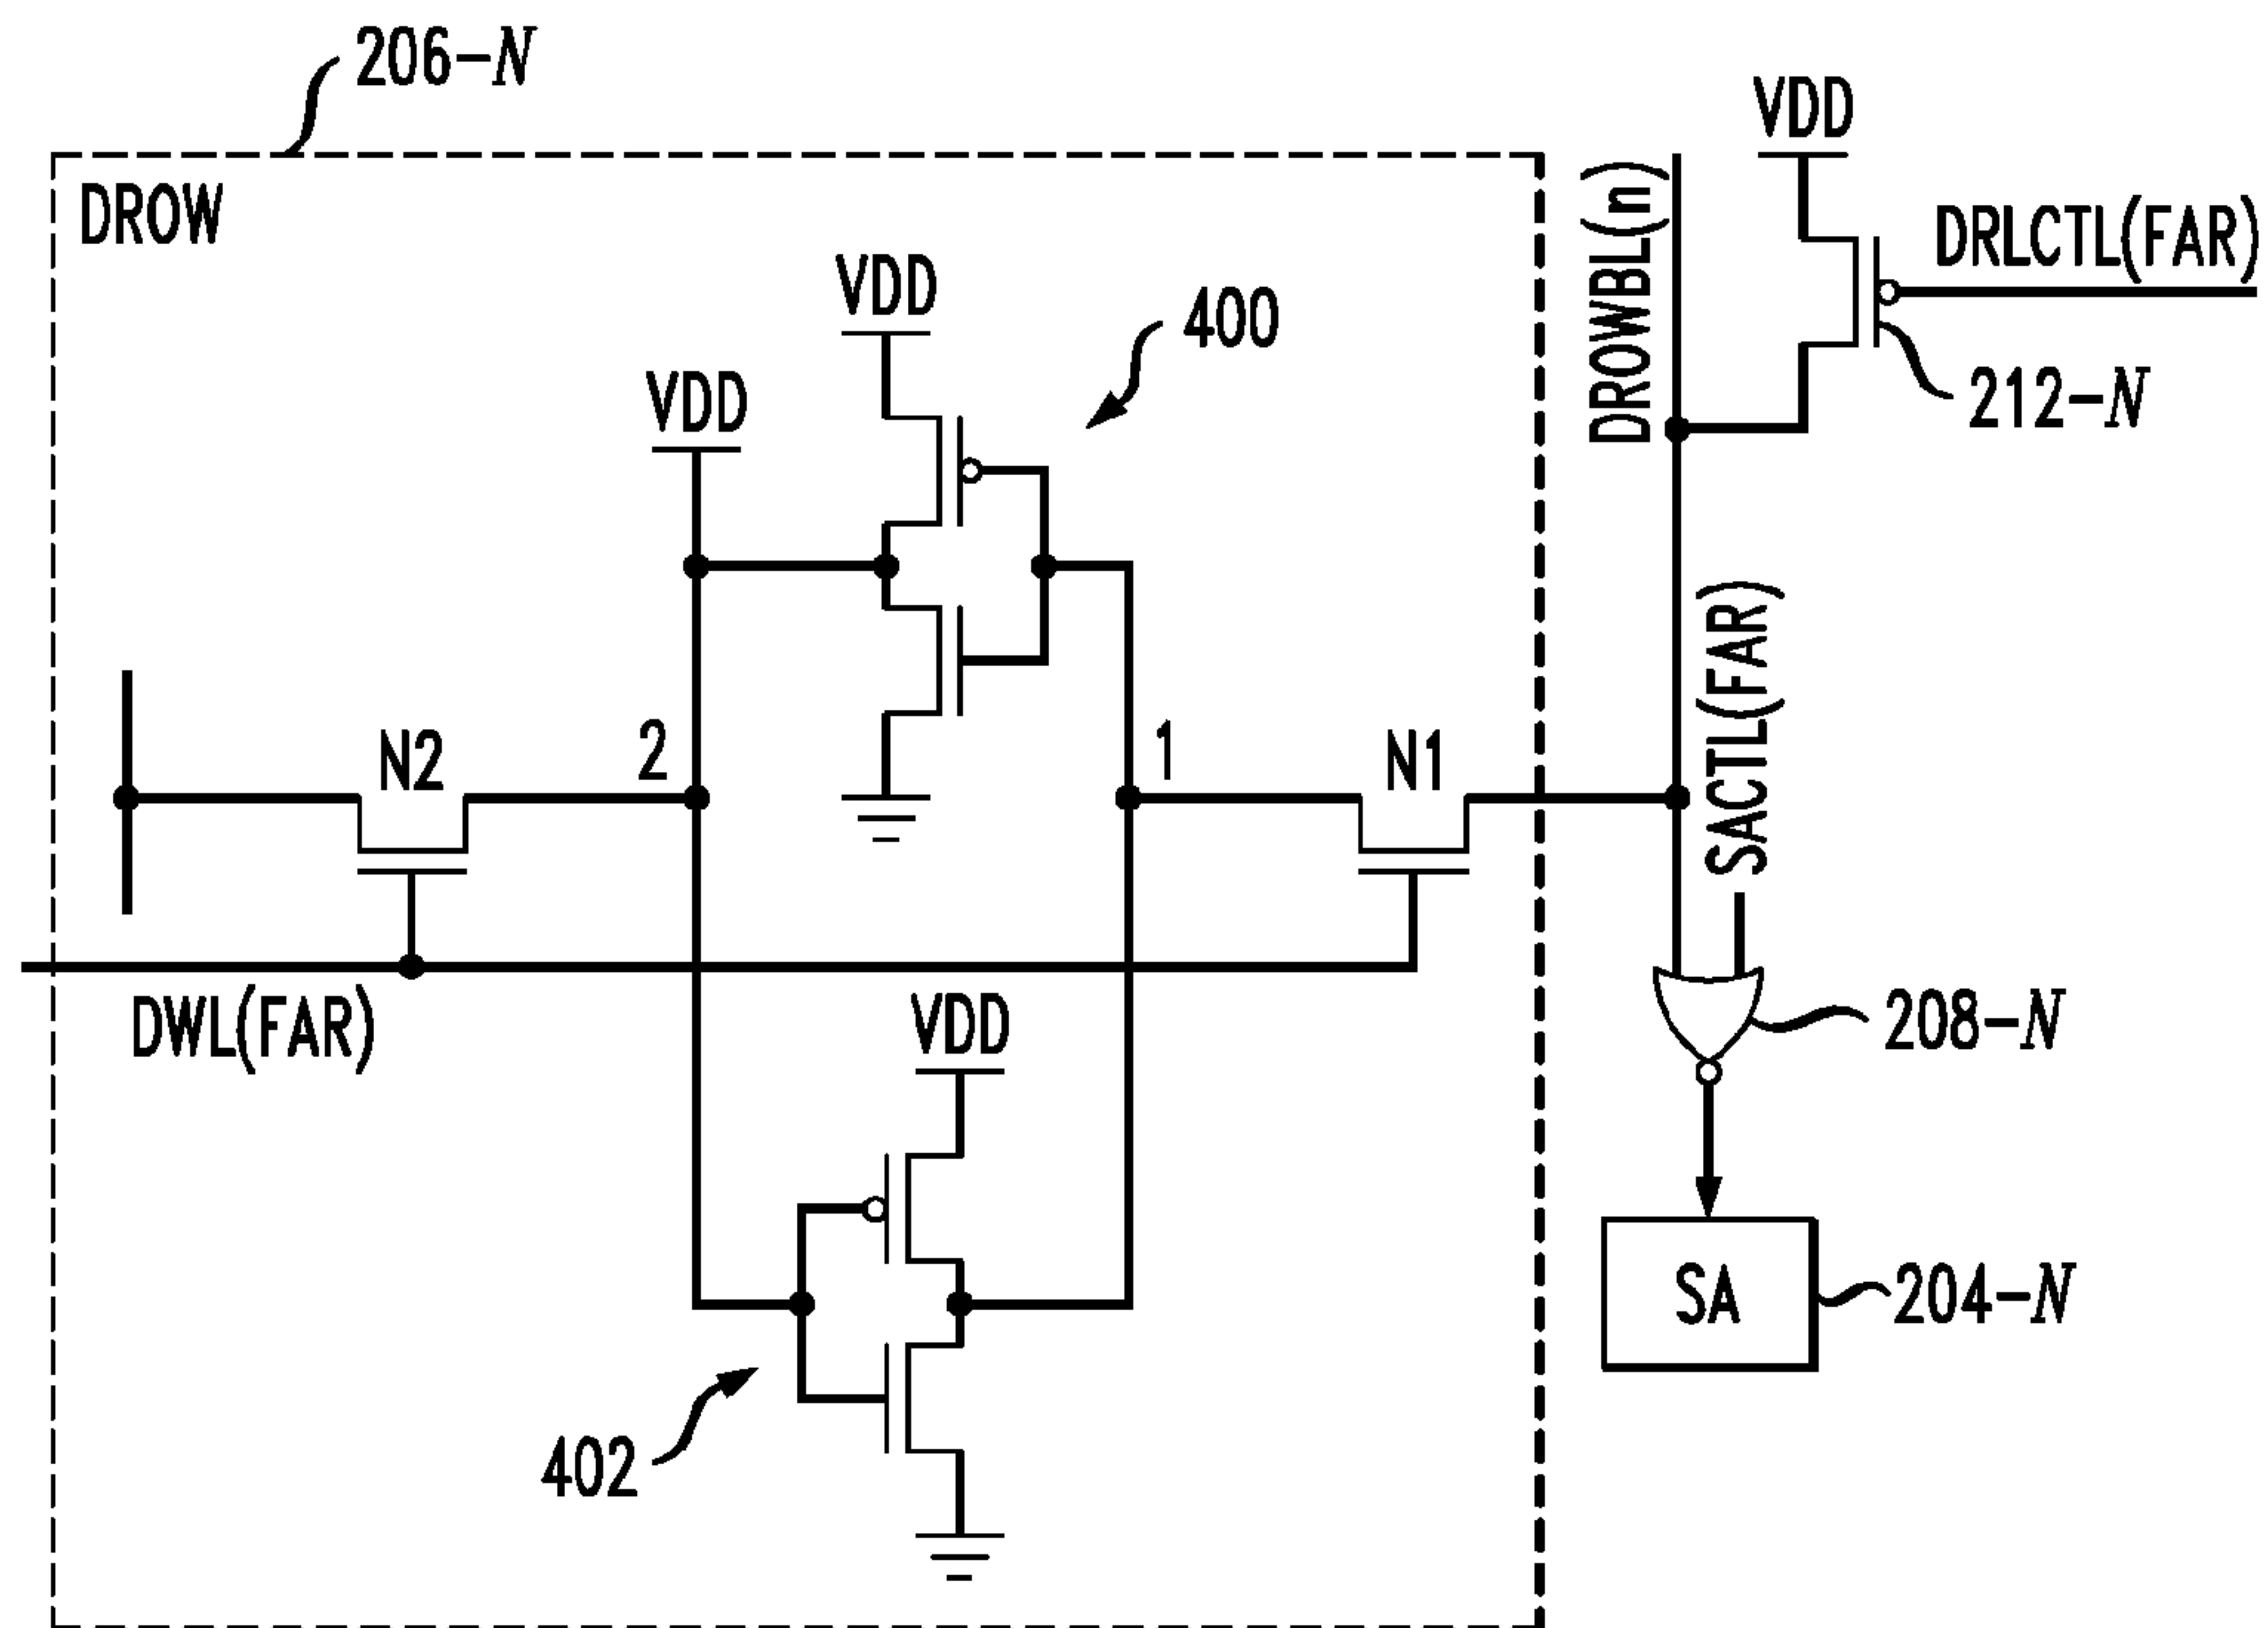 206-N
DROW
VDD
DRLCTL(FAR)
212-N
DROWBL(n)
VDD
400
VDD
SACTL(FAR)
N2
2
1
N1
DWL(FAR)
VDD
208-N
SA
204-N
402